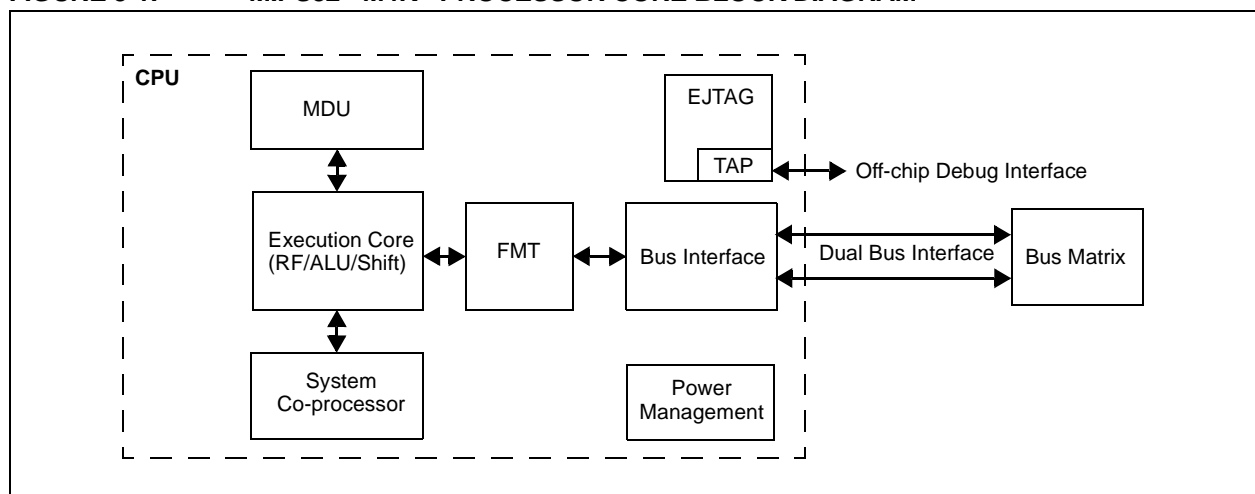 CPU
MDU
EJTAG
TAP
Off-chip Debug Interface
Execution Core
(RF/ALU/Shift)
FMT
Bus Interface
Dual Bus Interface
Bus Matrix
System
Co-processor
Power
Management